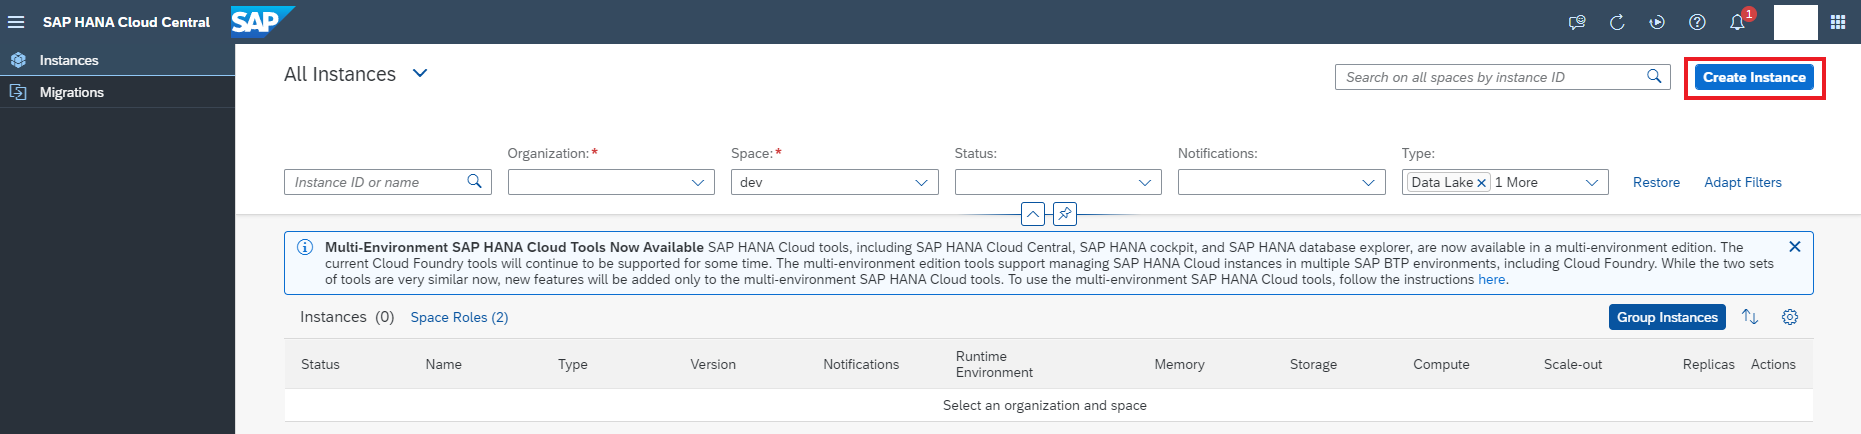 SAP HANA Cloud Central
SAP
1
Instances
Migrations
All Instances
Search on all spaces by instance ID
Create Instance
Organization:*
Space:*
Status:
Notifications:
Type:
Instance ID or name
dev
Data Lake
1 More
Restore
Adapt Filters
Multi-Environment SAP HANA Cloud Tools Now Available SAP HANA Cloud tools, including SAP HANA Cloud Central, SAP HANA cockpit, and SAP HANA database explorer, are now available in a multi-environment edition. The
current Cloud Foundry tools will continue to be supported for some time. The multi-environment edition tools support managing SAP HANA Cloud instances in multiple SAP BTP environments, including Cloud Foundry. While the two sets
of tools are very similar now, new features will be added only to the multi-environment SAP HANA Cloud tools. To use the multi-environment SAP HANA Cloud tools, follow the instructions here.
Instances (0)
Space Roles (2)
Group Instances
Status
Name
Type
Version
Notifications
Runtime
Environment
Memory
Storage
Compute
Scale-out
Replicas
Actions
Select an organization and space